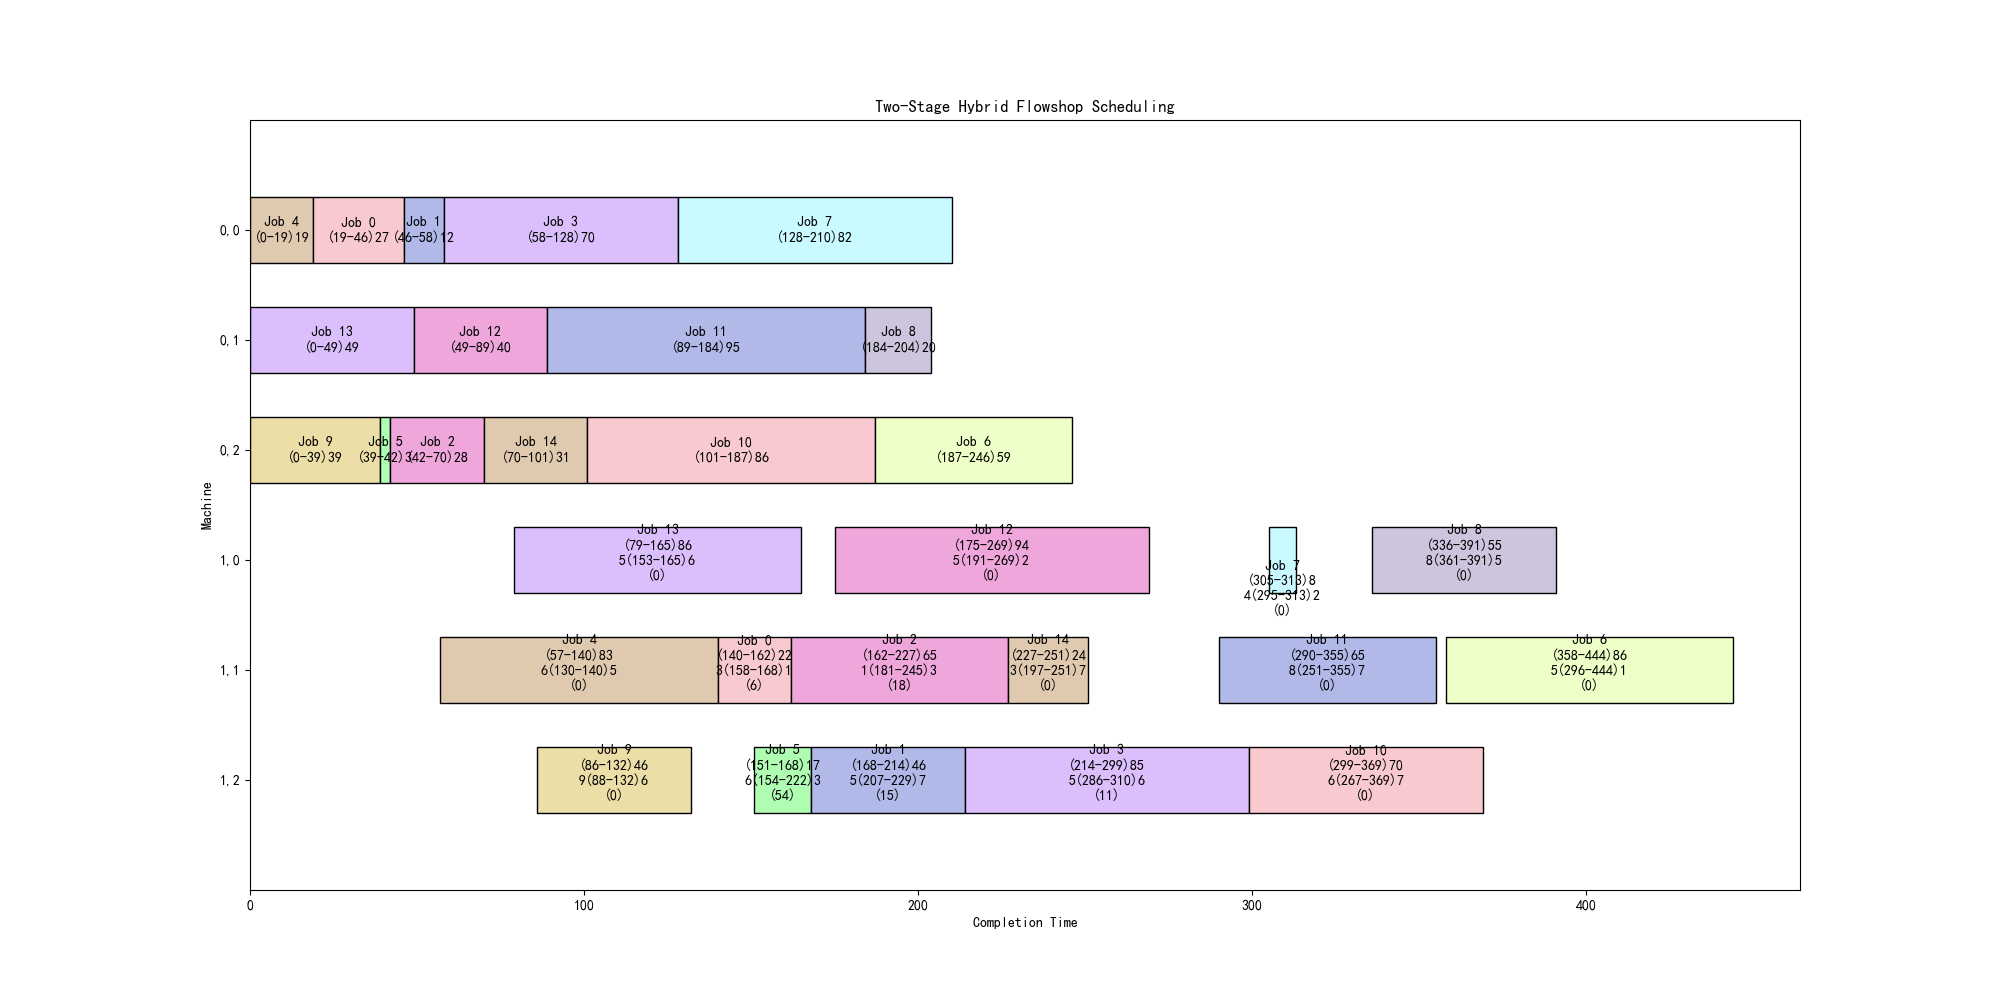 Two-Stage Hybrid Flowshop Scheduling
Machine
0,0
Job 4
(0-19)19
Job 0
(19-46)27
Job 1
(46-58)12
Job 3
(58-128)70
Job 7
(128-210)82
0,1
Job 13
(0-49)49
Job 12
(49-89)40
Job 11
(89-184)95
Job 8
(184-204)20
0,2
Job 9
(0-39)39
Job 5
(39-42)3
Job 2
(42-70)28
Job 14
(70-101)31
Job 10
(101-187)86
Job 6
(187-246)59
1,0
Job 13
(79-165)86
5(153-165)6
(0)
Job 12
(175-269)94
5(191-269)2
(0)
Job 7
(305-313)8
4(295-313)2
(0)
Job 8
(336-391)55
8(361-391)5
(0)
1,1
Job 4
(57-140)83
6(130-140)5
(0)
Job 0
(140-162)22
3(158-168)1
(6)
Job 2
(162-227)65
1(181-245)3
(18)
Job 14
(227-251)24
3(197-251)7
(0)
Job 11
(290-355)65
8(251-355)7
(0)
Job 6
(358-444)86
5(296-444)1
(0)
1,2
Job 9
(86-132)46
9(88-132)6
(0)
Job 5
(151-168)17
6(154-222)3
(54)
Job 1
(168-214)46
5(207-229)7
(15)
Job 3
(214-299)85
5(286-310)6
(11)
Job 10
(299-369)70
6(267-369)7
(0)
0
100
200
300
400
Completion Time